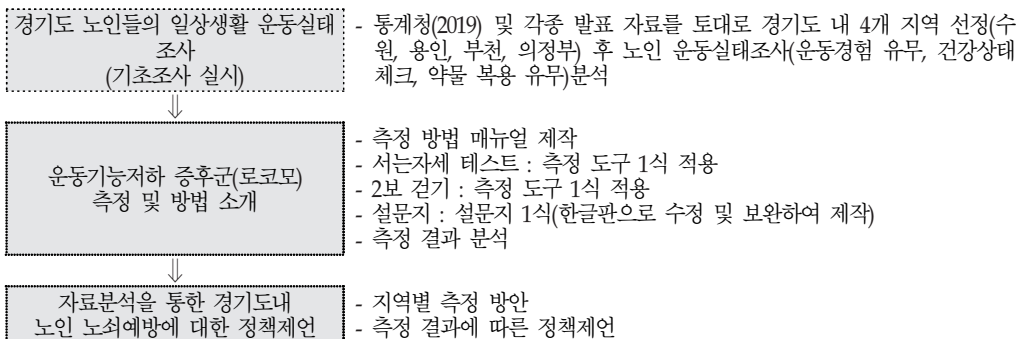 경기도 노인들의 일상생활 운동실태
조사
(기초조사 실시)
- 통계청(2019) 및 각종 발표 자료를 토대로 경기도 내 4개 지역 선정(수
원, 용인, 부천, 의정부) 후 노인 운동실태조사(운동경험 유무, 건강상태
체크, 약물 복용 유무)분석
⇓
운동기능저하 증후군(로코모)
측정 및 방법 소개
- 측정 방법 매뉴얼 제작
- 서는자세 테스트 : 측정 도구 1식 적용
- 2보 걷기 : 측정 도구 1식 적용
- 설문지 : 설문지 1식(한글판으로 수정 및 보완하여 제작)
- 측정 결과 분석
⇓
자료분석을 통한 경기도내
노인 노쇠예방에 대한 정책제언
- 지역별 측정 방안
- 측정 결과에 따른 정책제언